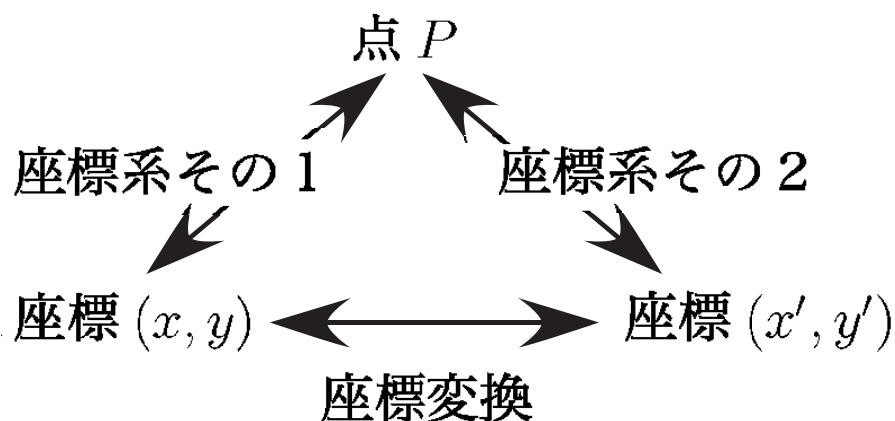 点 P
座標系その 1
座標系その 2
座標 (x, y)
座標 (x′, y′)
座標変換